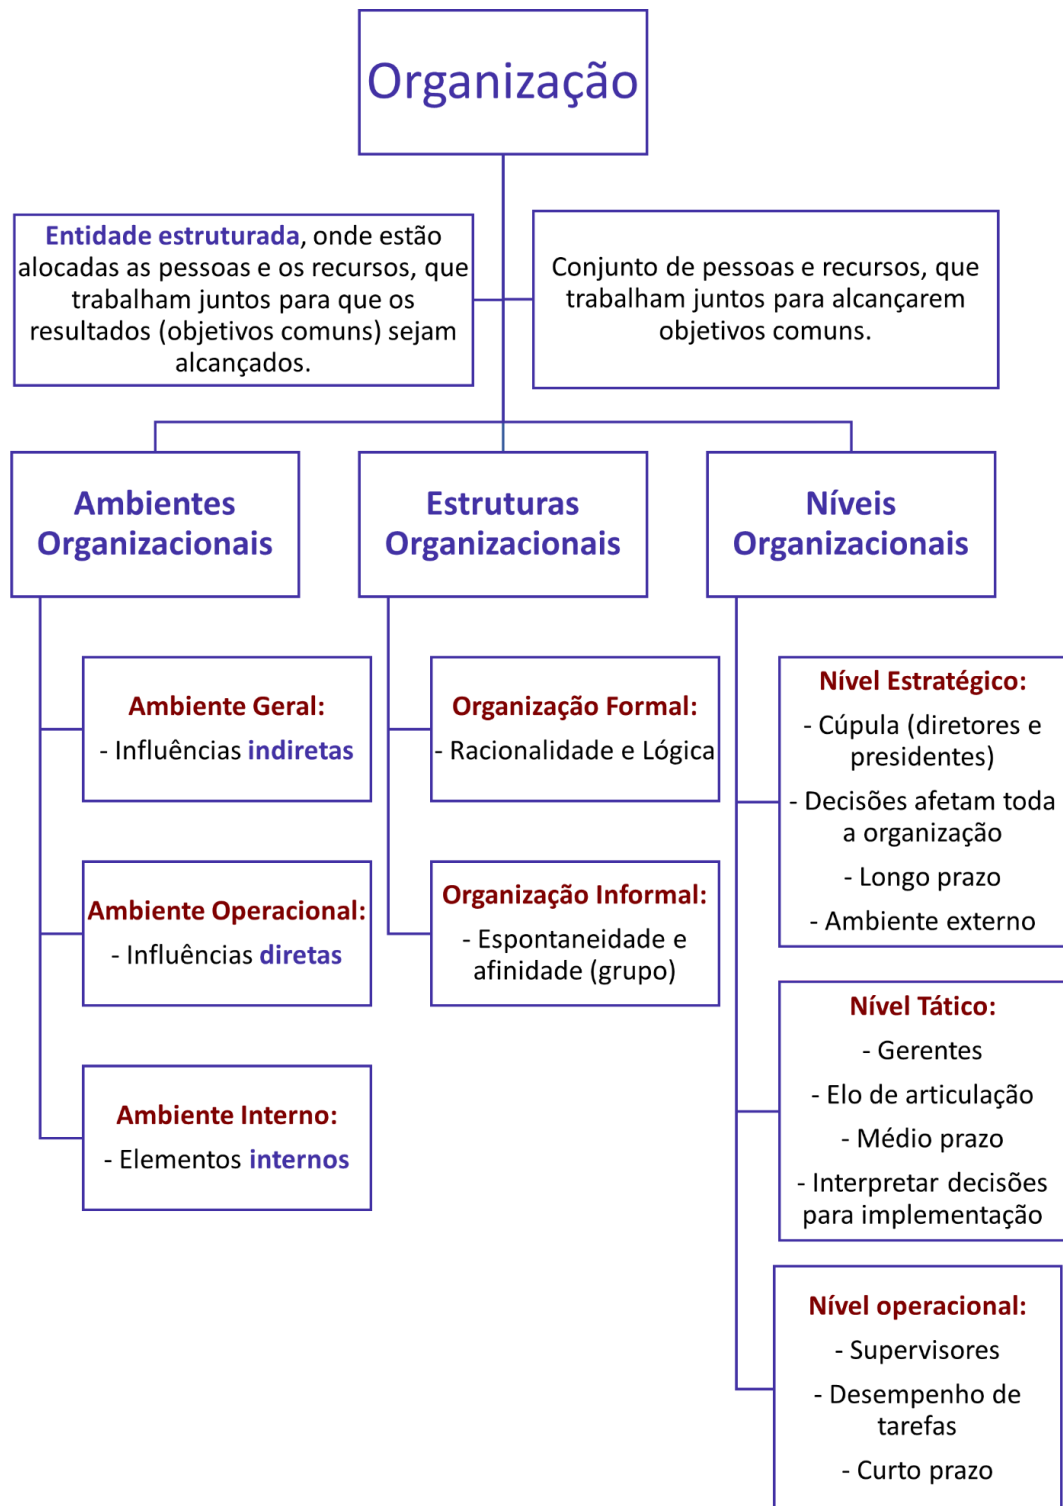 Organização
Entidade estruturada, onde estão
alocadas as pessoas e os recursos, que
trabalham juntos para que os
resultados (objetivos comuns) sejam
alcançados.
Conjunto de pessoas e recursos, que
trabalham juntos para alcançarem
objetivos comuns.
Ambientes
Organizacionais
Ambiente Geral:
- Influências indiretas
Ambiente Operacional:
- Influências diretas
Ambiente Interno:
- Elementos internos
Estruturas
Organizacionais
Organização Formal:
- Racionalidade e Lógica
Organização Informal:
- Espontaneidade e
afinidade (grupo)
Níveis
Organizacionais
Nível Estratégico:
- Cúpula (diretores e
presidentes)
- Decisões afetam toda
a organização
- Longo prazo
- Ambiente externo
Nível Tático:
- Gerentes
- Elo de articulação
- Médio prazo
- Interpretar decisões
para implementação
Nível operacional:
- Supervisores
- Desempenho de
tarefas
- Curto prazo